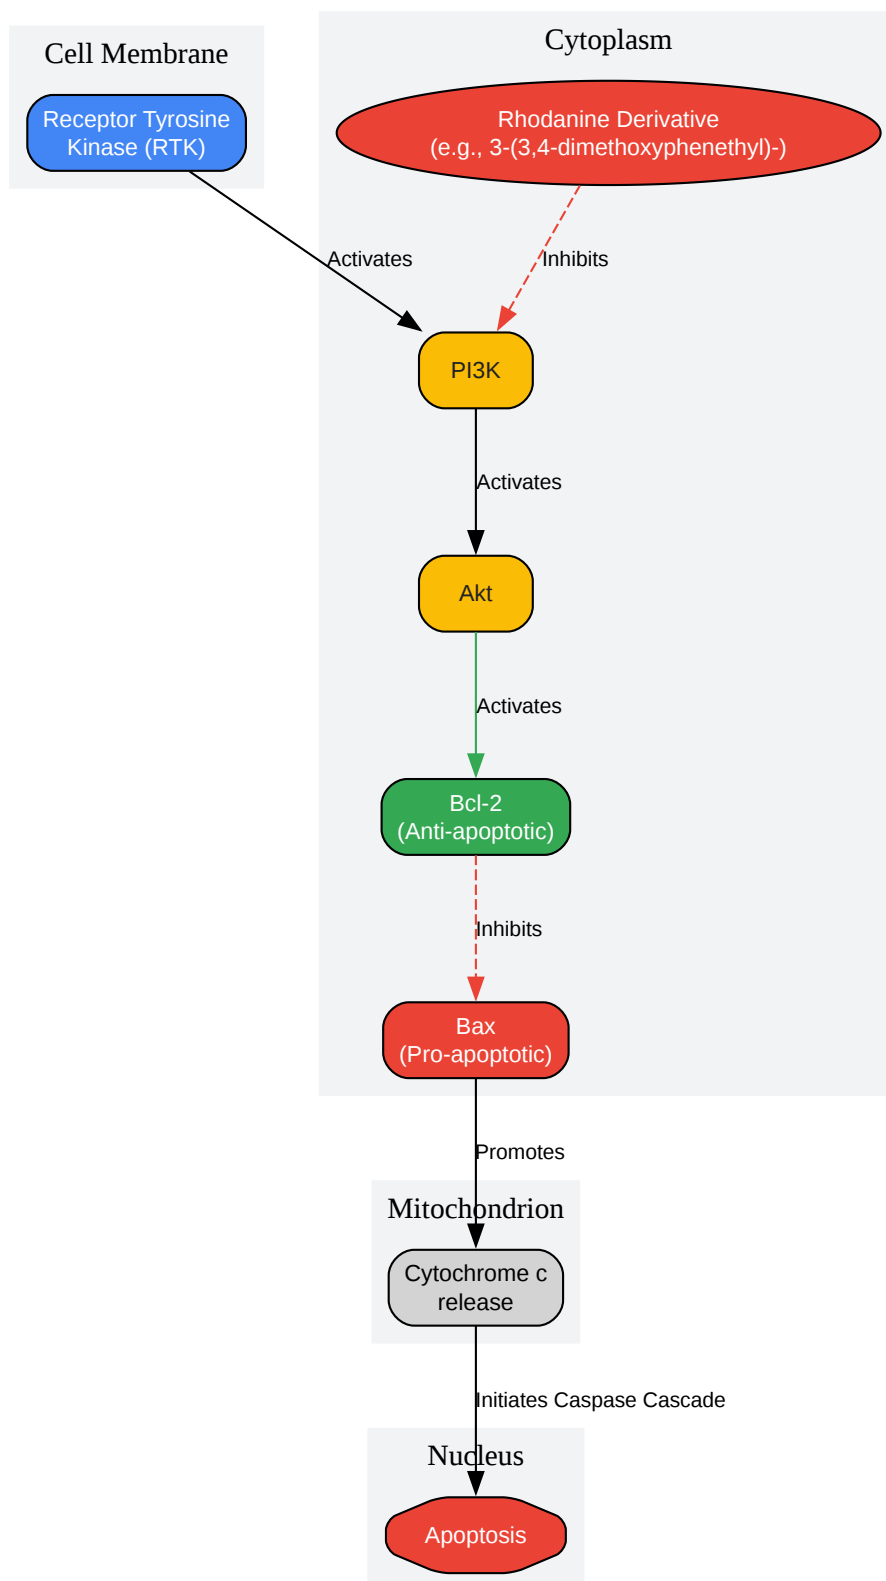 Cell Membrane
Cytoplasm
Receptor Tyrosine
Kinase (RTK)
Rhodanine Derivative
(e.g., 3-(3,4-dimethoxyphenethyl)-)
Activates
Inhibits
PI3K
Activates
Akt
Activates
Bcl-2
(Anti-apoptotic)
Inhibits
Bax
(Pro-apoptotic)
Promotes
Mitochondrion
Cytochrome c
release
Initiates Caspase Cascade
Nucleus
Apoptosis